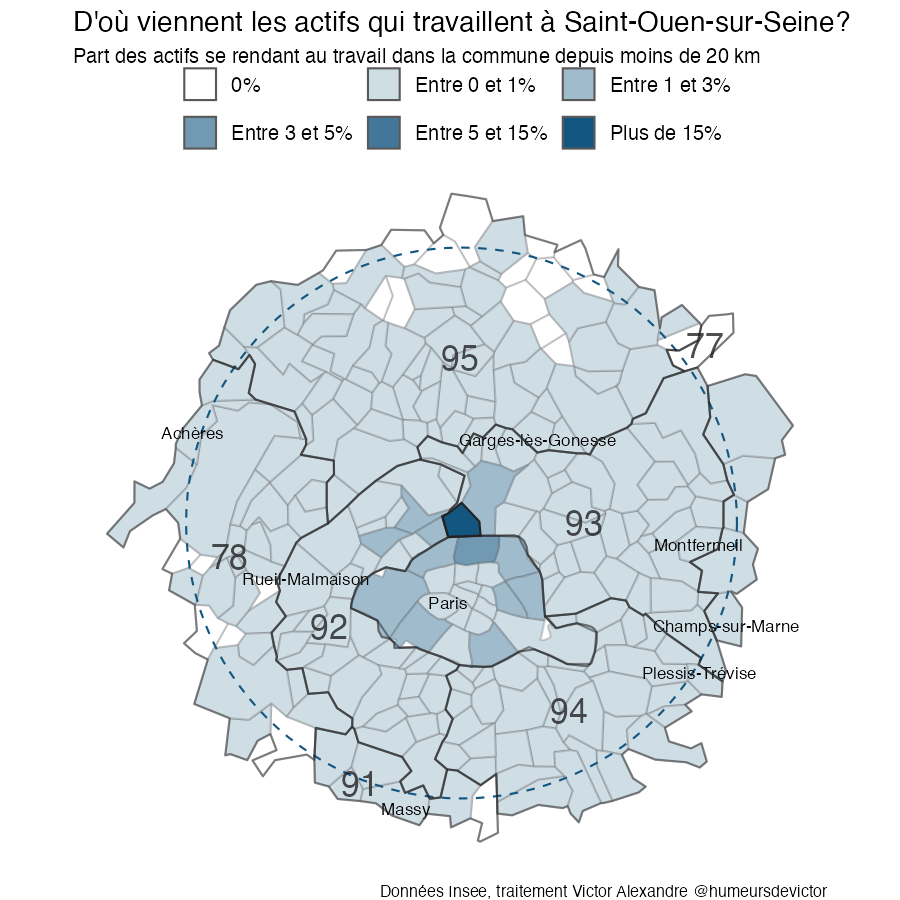 D'où viennent les actifs qui travaillent à Saint-Ouen-sur-Seine?
Part des actifs se rendant au travail dans la commune depuis moins de 20 km
0% Entre 0 et 1% Entre 1 et 3%
Entre 3 et 5% Entre 5 et 15% Plus de 15%
77
95
Achères
Garges-lès-Gonesse
93
Montfermeil
78
Rueil-Malmaison
Paris
92
Champs-sur-Marne
Plessis-Trévise
94
91
Massy
Données Insee, traitement Victor Alexandre @humeursdevictor